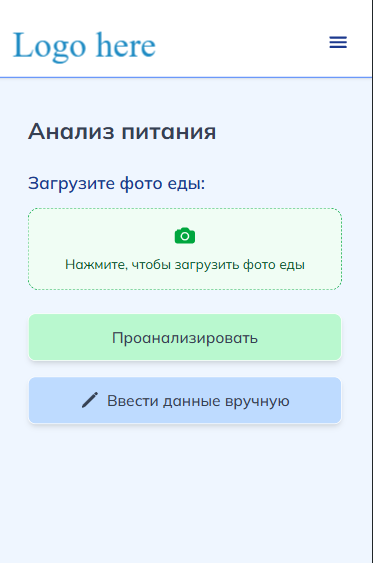 Logo here
Анализ питания
Загрузите фото еды:
Нажмите, чтобы загрузить фото еды
Проанализировать
Ввести данные вручную